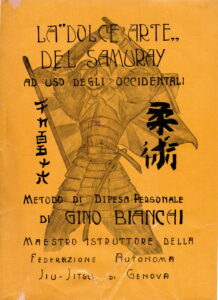 LA "DOLCE ARTE„
DEL SAMURAY
AD USO DEGLI OCCIDENTALI
柔術
METODO DI DIFESA PERSONALE
DI GINO BIANCHI
MAESTRO ISTRUTTORE DELLA
FEDERAZIONE AUTONOMA
JIU-JITSU DI GENOVA